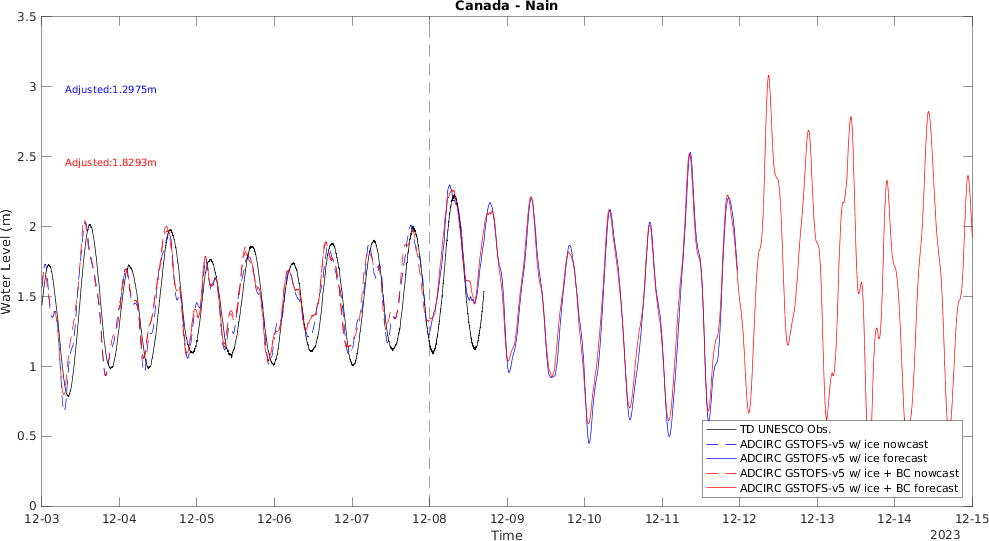 Canada - Nain
3.5
3
2.5
2
1.5
1
0.5
0
Water Level (m)
Adjusted:1.2975m
Adjusted:1.8293m
TD UNESCO Obs.
ADCIRC GSTOFS-v5 w/ ice nowcast
ADCIRC GSTOFS-v5 w/ ice forecast
ADCIRC GSTOFS-v5 w/ ice + BC nowcast
ADCIRC GSTOFS-v5 w/ ice + BC forecast
12-03 12-04 12-05 12-06 12-07 12-08 12-09 12-10 12-11 12-12 12-13 12-14 12-15
Time
2023